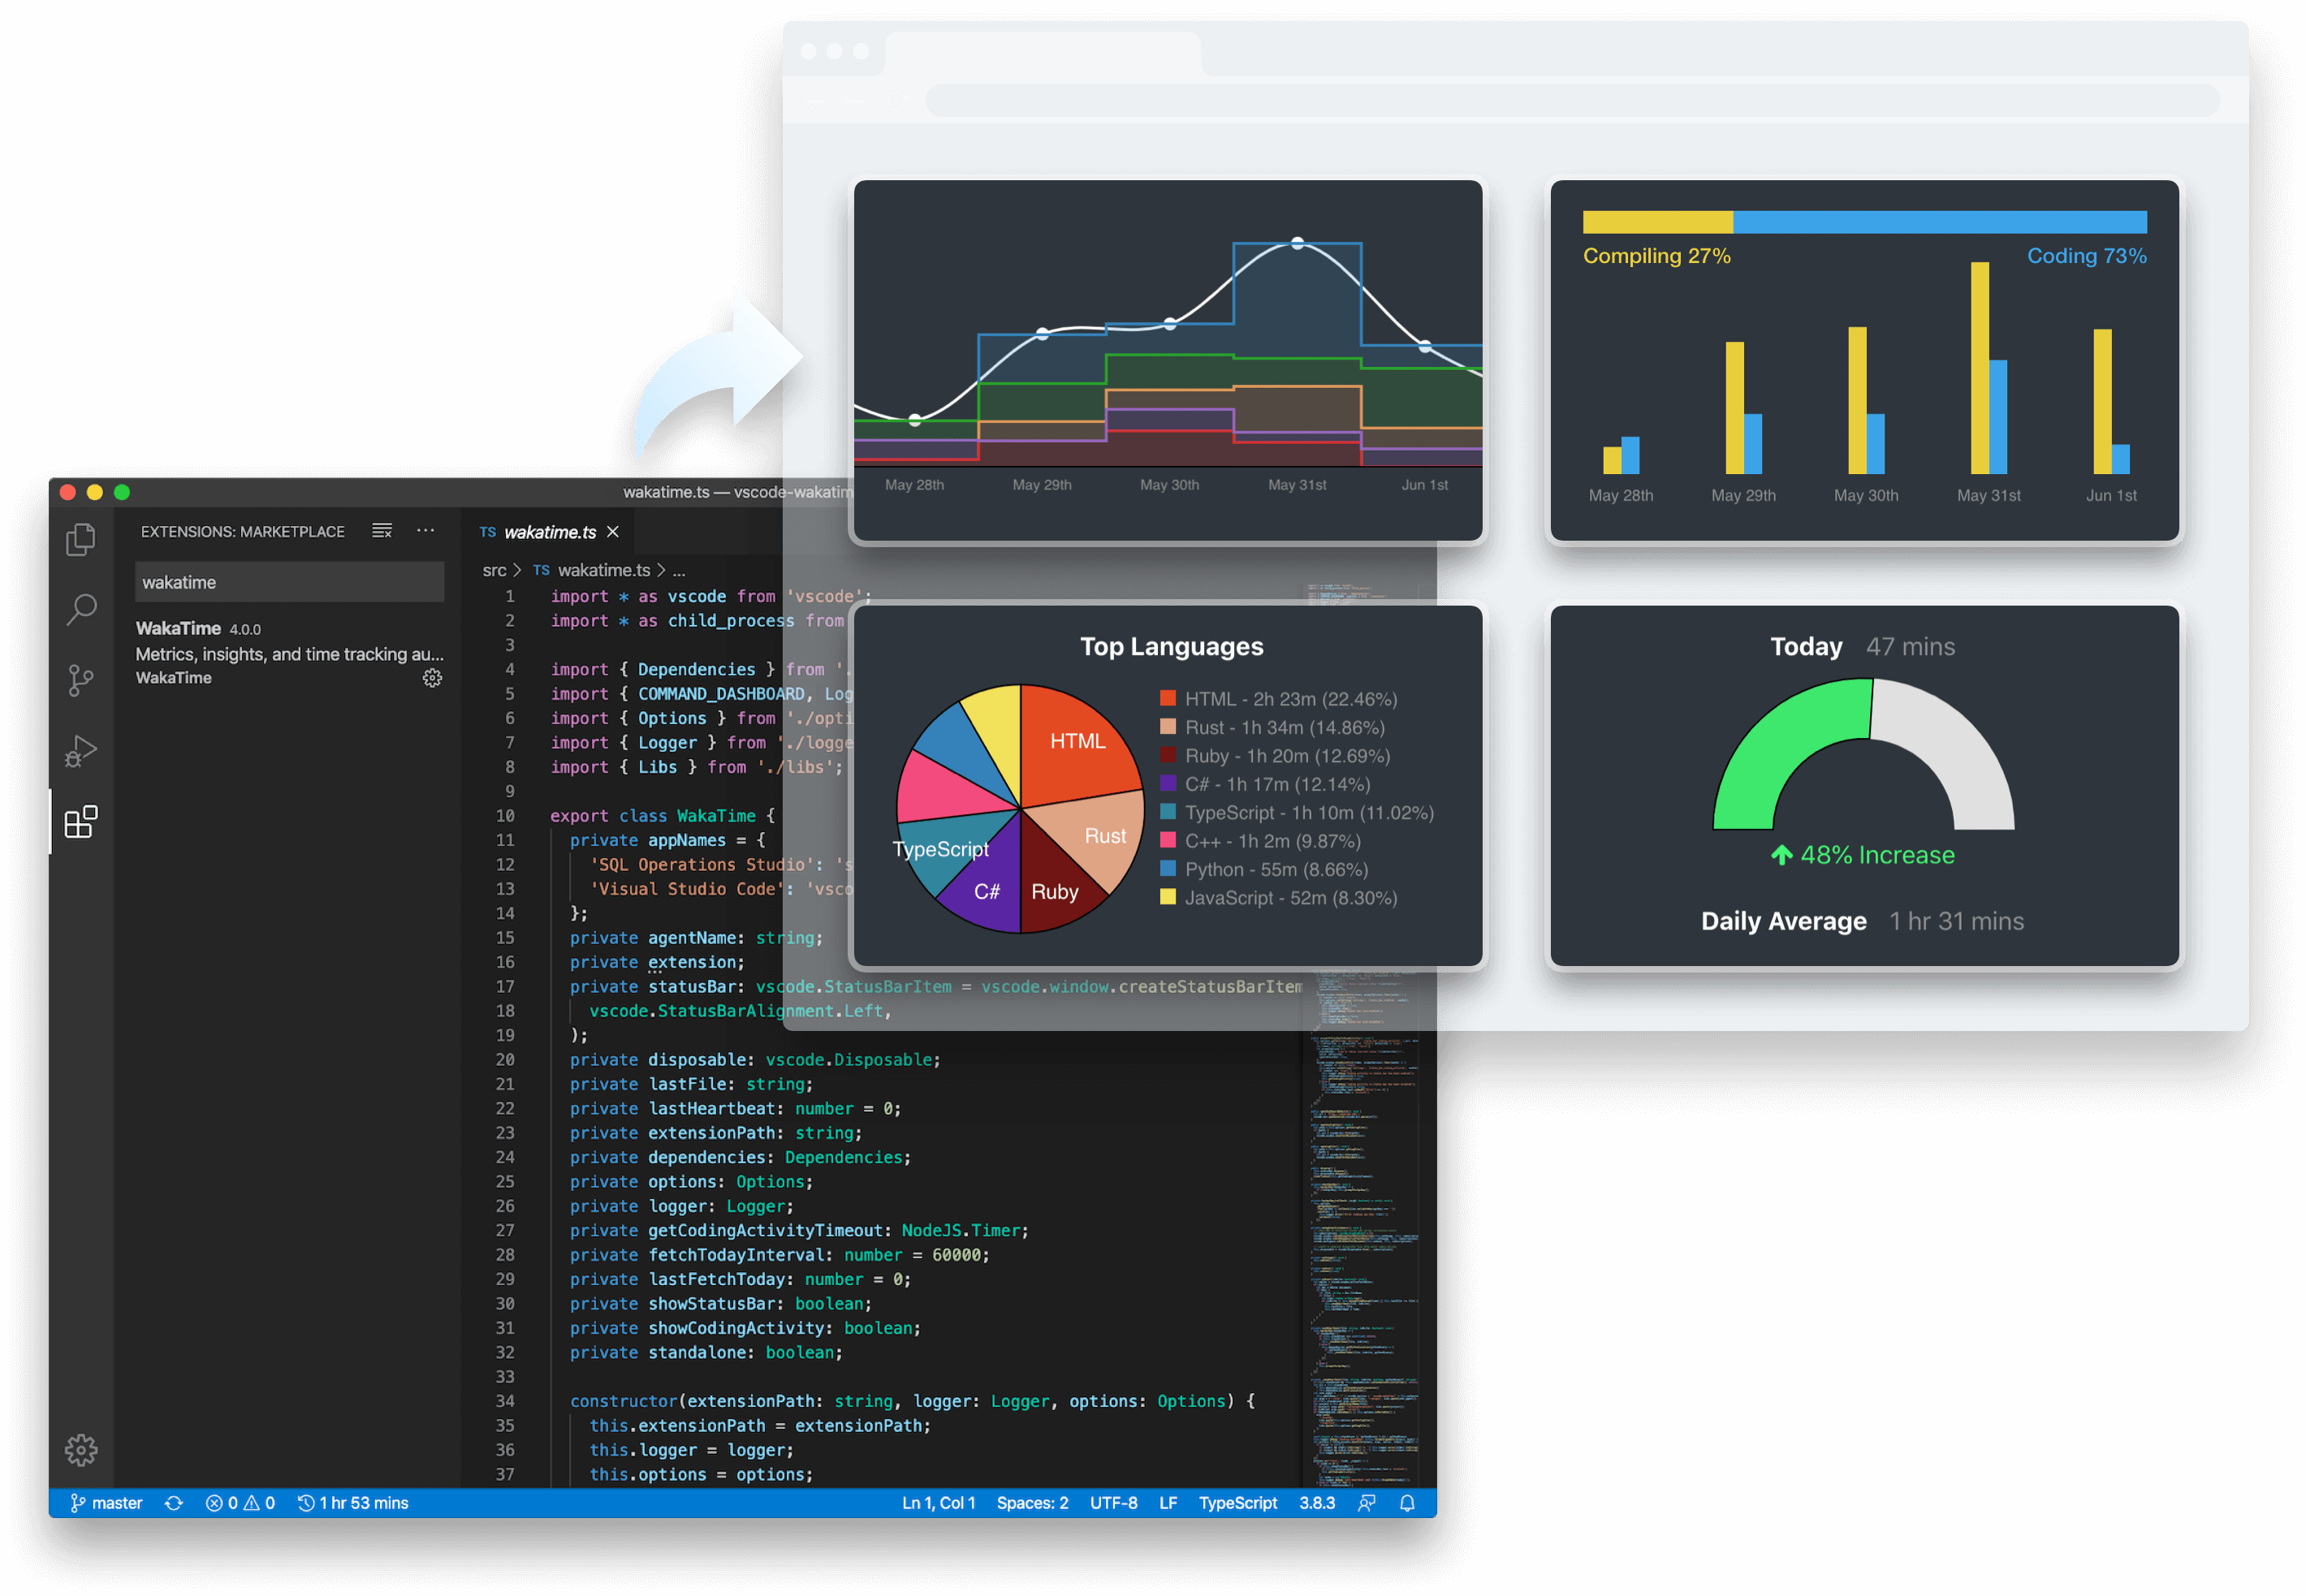 May 28th May 29th May 30th May 31st Jun 1st
Compiling 27% Coding 73%
May 28th May 29th May 30th May 31st Jun 1st
Top Languages
HTML
Rust
Ruby
C#
TypeScript
HTML - 2h 23m (22.46%)
Rust - 1h 34m (14.86%)
Ruby - 1h 20m (12.69%)
C# - 1h 17m (12.14%)
TypeScript - 1h 10m (11.02%)
C++ - 1h 2m (9.87%)
Python - 55m (8.66%)
JavaScript - 52m (8.30%)
Today 47 mins
48% Increase
Daily Average 1 hr 31 mins
wakatime.ts — vscode-wakatim
EXTENSIONS: MARKETPLACE
wakatime
WakaTime 4.0.0
Metrics, insights, and time tracking au...
WakaTime
TS wakatime.ts
src > TS wakatime.ts > ...
1 import * as vscode from 'vscode';
2 import * as child_process from
3
4 import { Dependencies } from '.
5 import { COMMAND_DASHBOARD, Log
6 import { Options } from './opti
7 import { Logger } from './logge
8 import { Libs } from './libs';
9
10 export class WakaTime {
11 private appNames = {
12 'SQL Operations Studio': 's
13 'Visual Studio Code': 'vsco
14 };
15 private agentName: string;
16 private extension;
17 private statusBar: vscode.StatusBarItem = vscode.window.createStatusBarItem
18 vscode.StatusBarAlignment.Left,
19 );
20 private disposable: vscode.Disposable;
21 private lastFile: string;
22 private lastHeartbeat: number = 0;
23 private extensionPath: string;
24 private dependencies: Dependencies;
25 private options: Options;
26 private logger: Logger;
27 private getCodingActivityTimeout: NodeJS.Timer;
28 private fetchTodayInterval: number = 60000;
29 private lastFetchToday: number = 0;
30 private showStatusBar: boolean;
31 private showCodingActivity: boolean;
32 private standalone: boolean;
33
34 constructor(extensionPath: string, logger: Logger, options: Options) {
35 this.extensionPath = extensionPath;
36 this.logger = logger;
37 this.options = options;
master 0 0 1 hr 53 mins Ln 1, Col 1 Spaces: 2 UTF-8 LF TypeScript 3.8.3